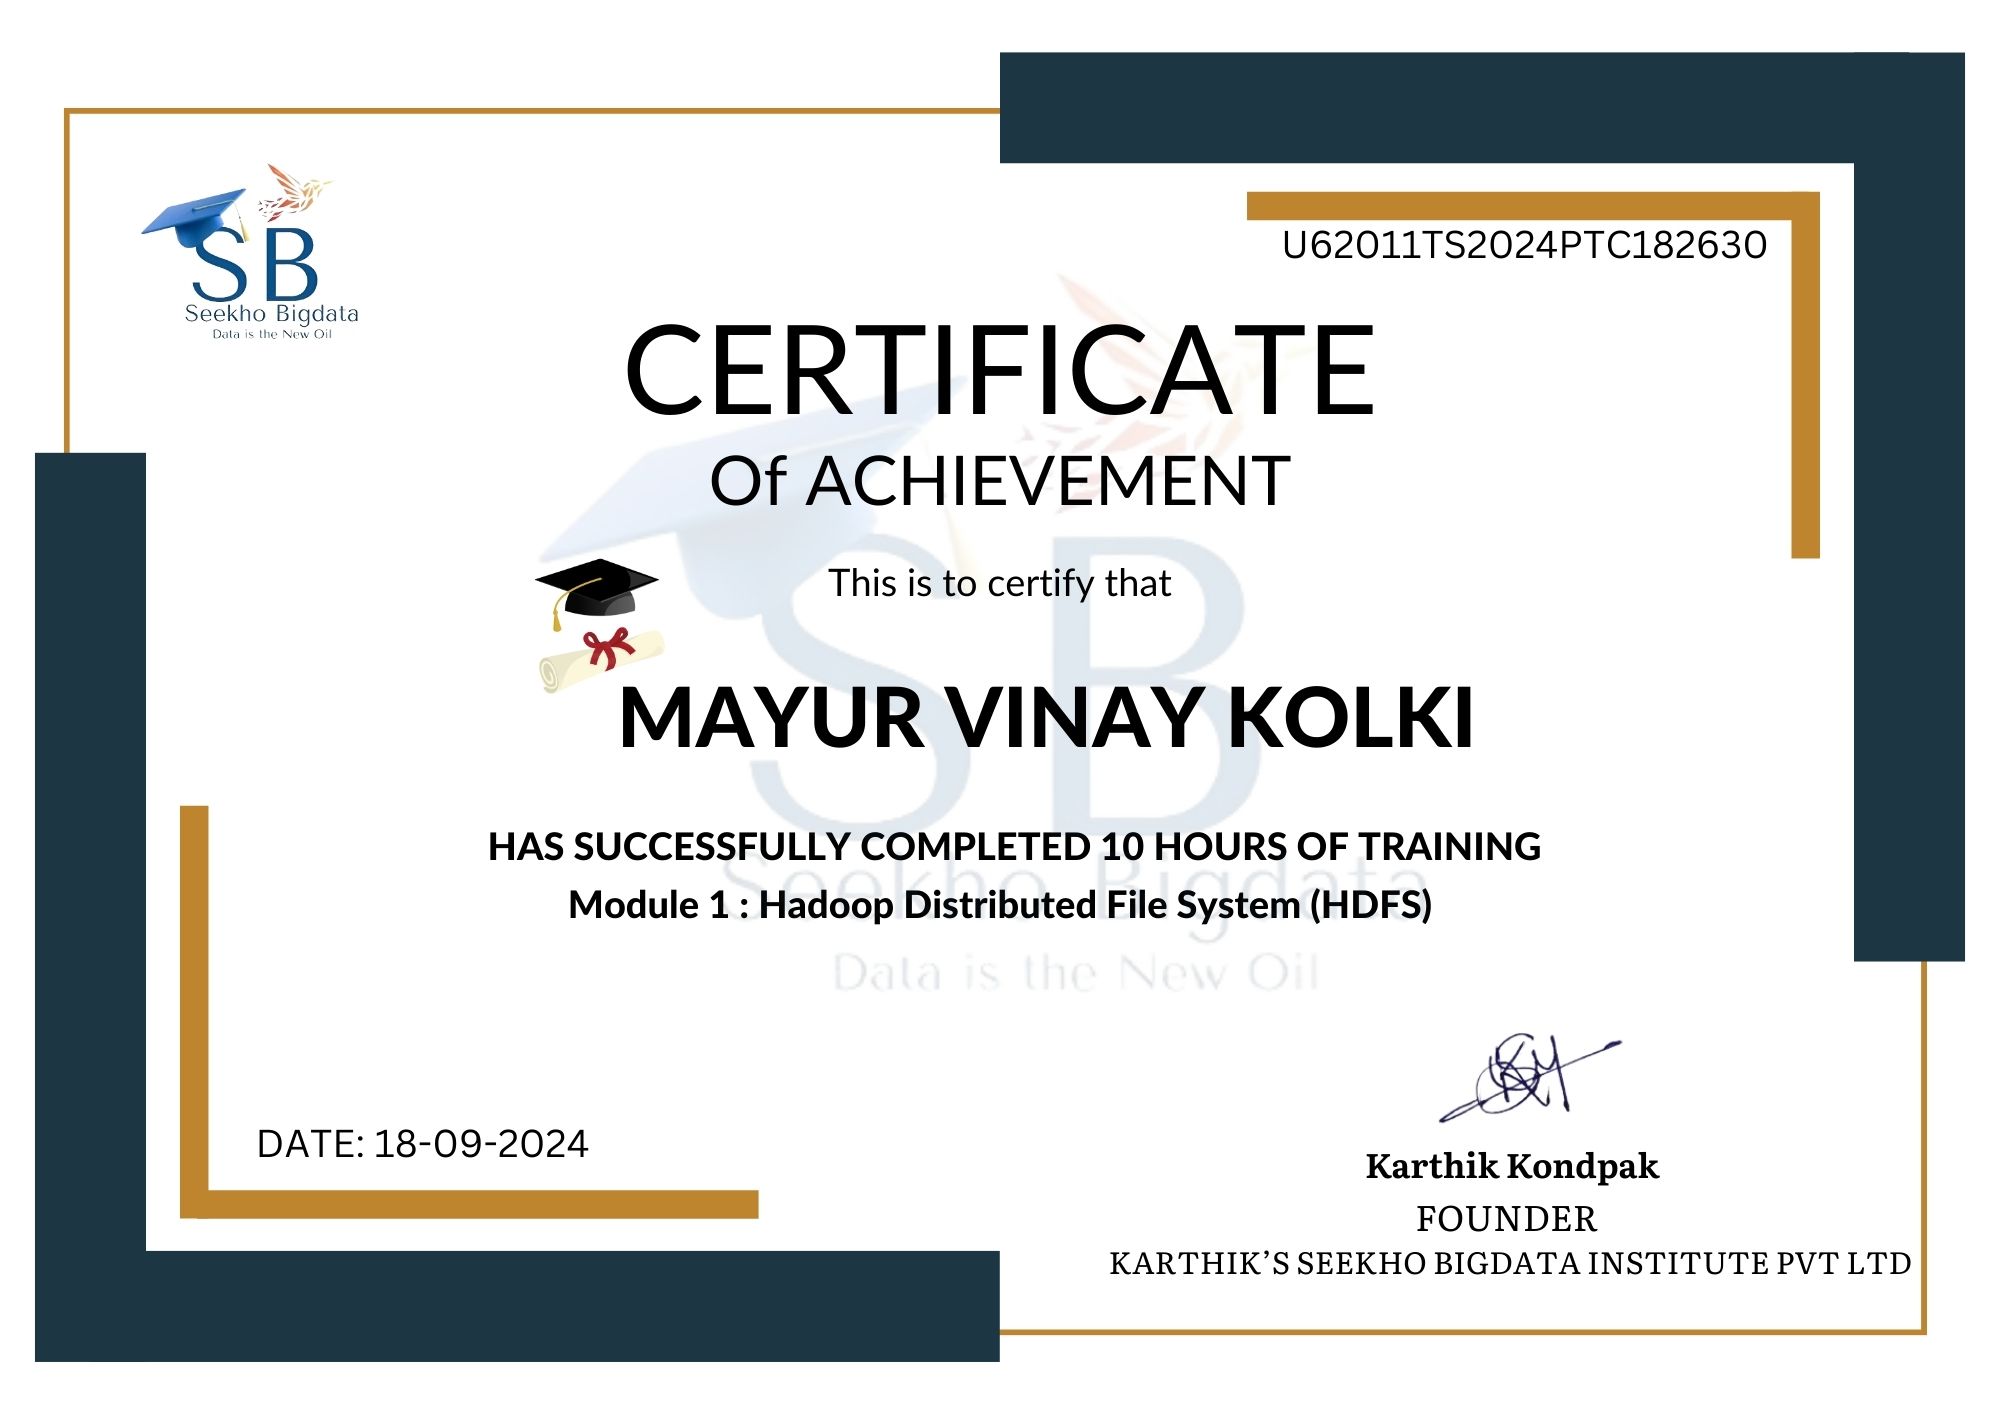 SB
Seekho Bigdata
Data is the New Oil
U62011TS2024PTC182630
CERTIFICATE
Of ACHIEVEMENT
This is to certify that
MAYUR VINAY KOLKI
SB
HAS SUCCESSFULLY COMPLETED 10 HOURS OF TRAINING
Seekho Bigdata
Module 1 : Hadoop Distributed File System (HDFS)
Data is the New Oil
DATE: 18-09-2024
Karthik Kondpak
FOUNDER
KARTHIK’S SEEKHO BIGDATA INSTITUTE PVT LTD